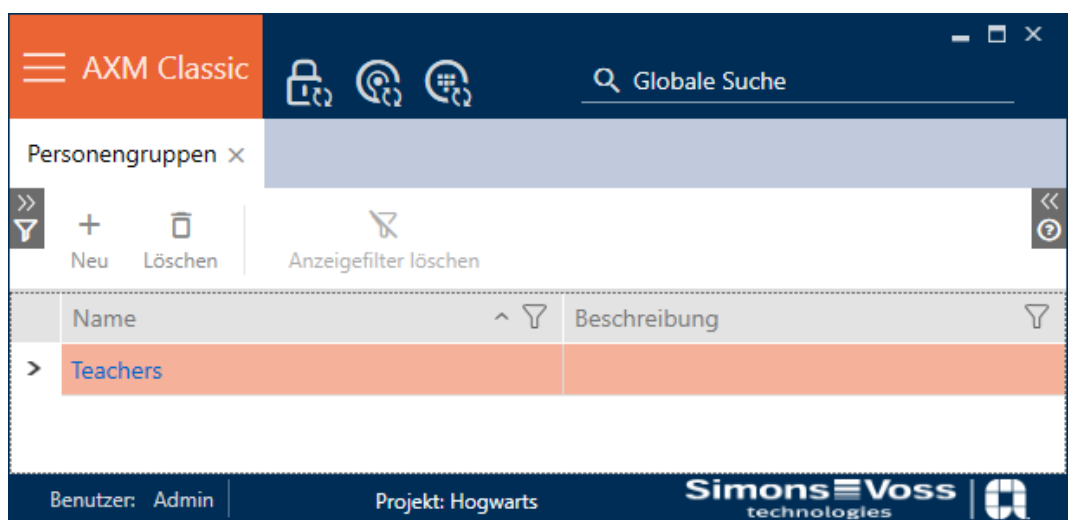 AXM Classic
Globale Suche
Personengruppen
Neu Löschen Anzeigefilter löschen
Name Beschreibung
Teachers
Benutzer: Admin Projekt: Hogwarts SimonsVoss
technologies